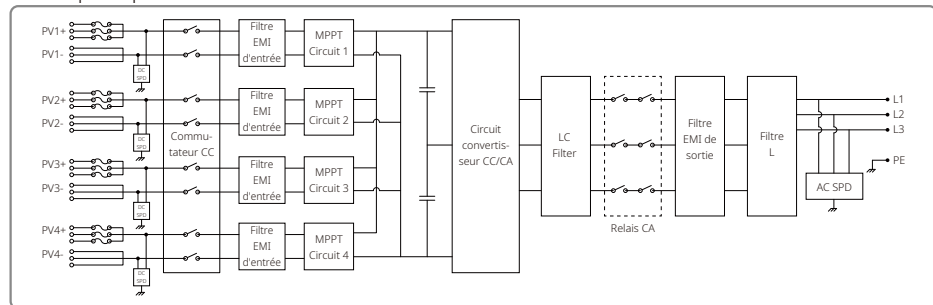 PV1+
PV1-
DC
SPD
Filtre
EMI
d'entrée
MPPT
Circuit 1
PV2+
PV2-
DC
SPD
Filtre
EMI
d'entrée
MPPT
Circuit 2
PV3+
PV3-
DC
SPD
Filtre
EMI
d'entrée
MPPT
Circuit 3
PV4+
PV4-
DC
SPD
Filtre
EMI
d'entrée
MPPT
Circuit 4
Commu-
tateur CC
Circuit
convertis-
seur CC/CA
LC
Filter
Relais CA
Filtre
EMI de
sortie
Filtre
L
L1
L2
L3
PE
AC SPD